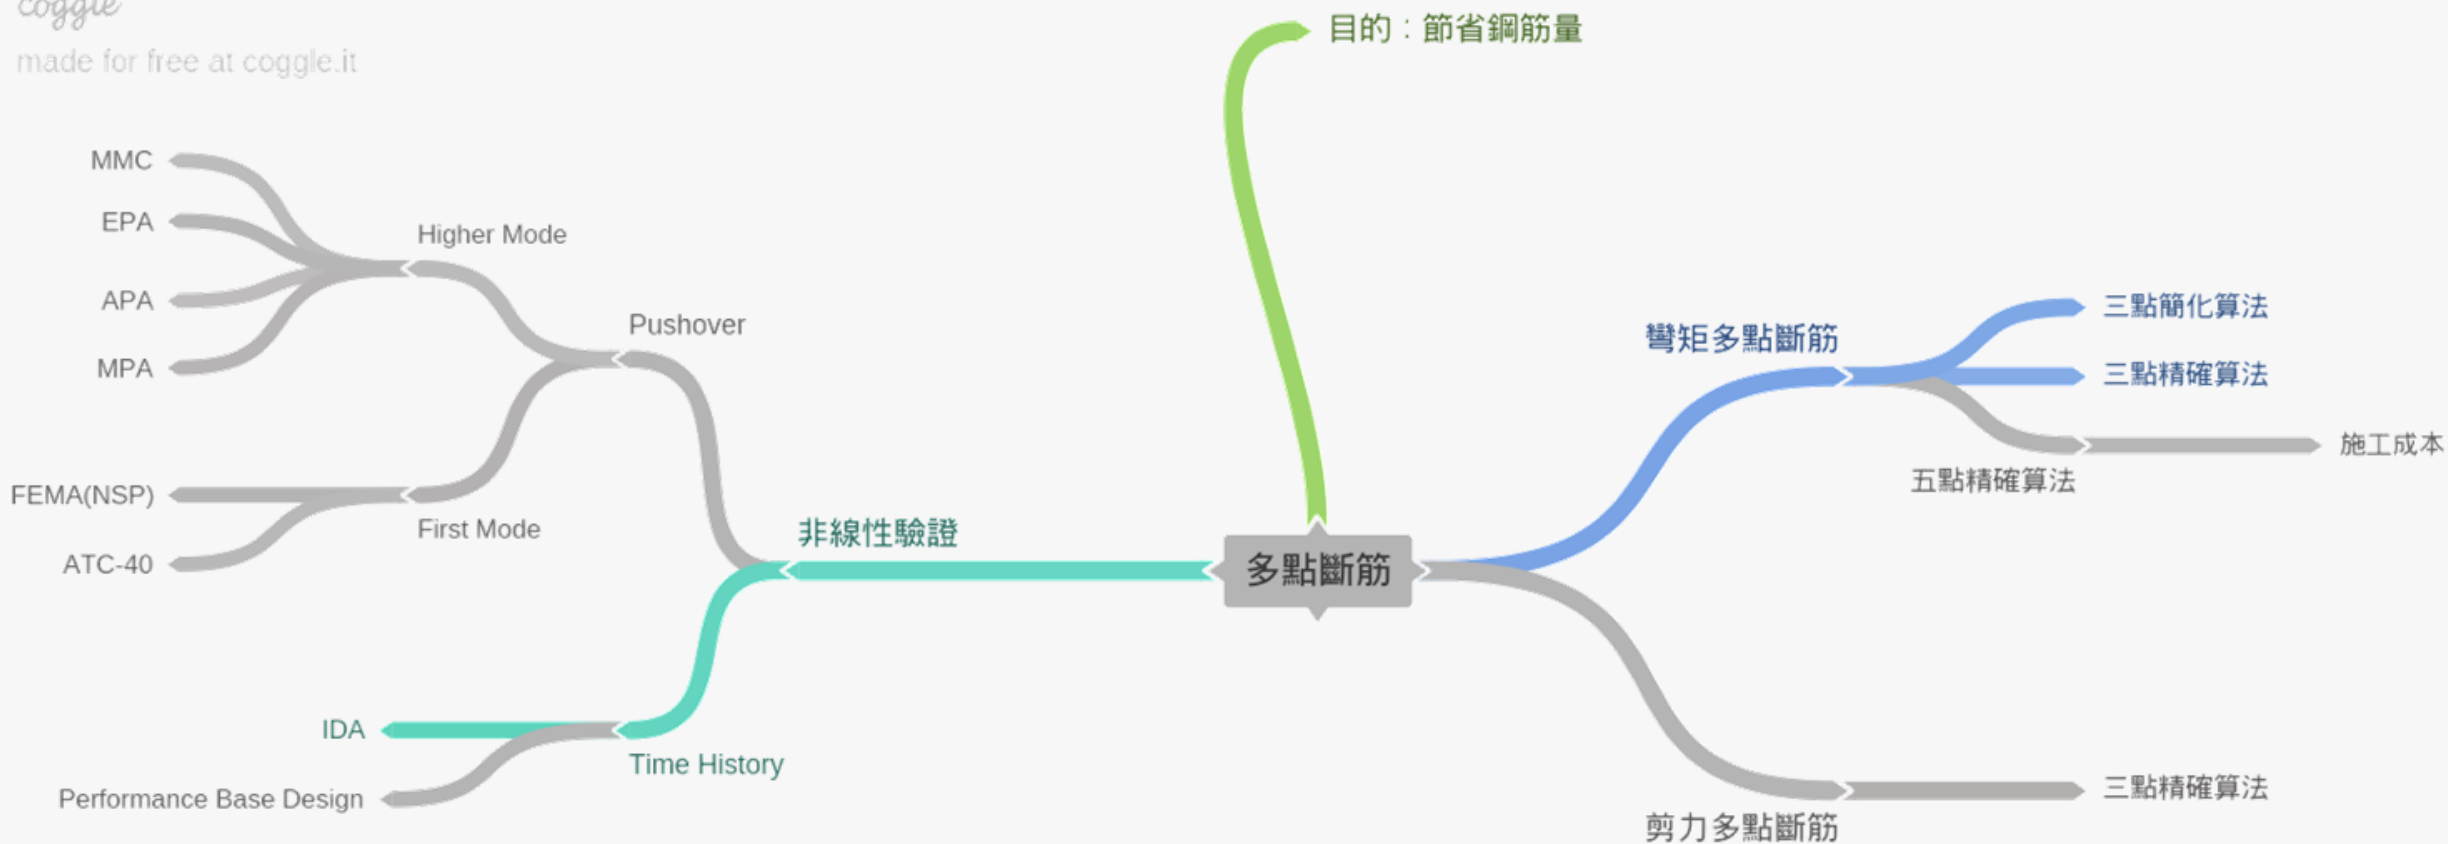 coggle
made for free at coggle.it
目的：節省鋼筋量
MMC
EPA
APA
MPA
Higher Mode
Pushover
FEMA(NSP)
ATC-40
First Mode
非線性驗證
IDA
Performance Base Design
Time History
多點斷筋
彎矩多點斷筋
三點簡化算法
三點精確算法
五點精確算法
施工成本
剪力多點斷筋
三點精確算法